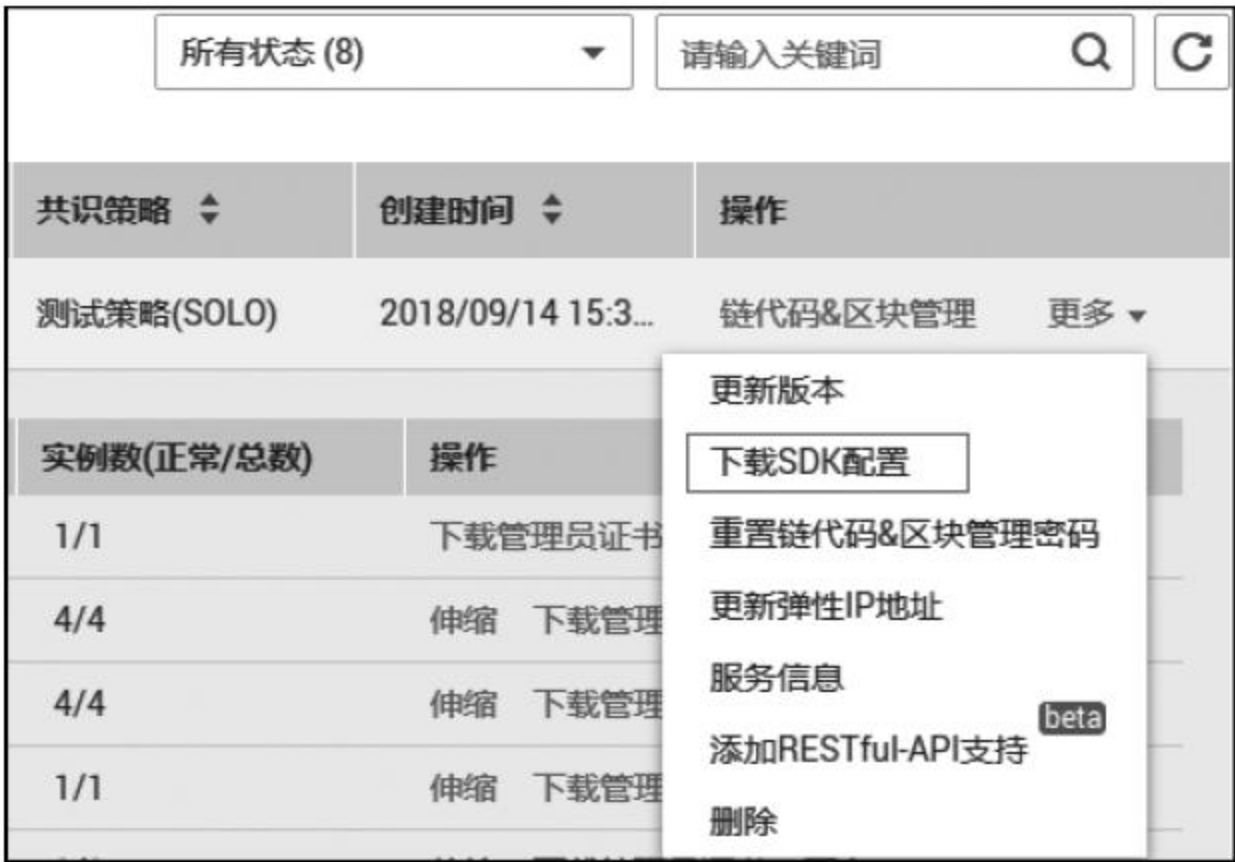 所有状态 (8)
请输入关键词
共识策略 创建时间 操作
测试策略(SOLO) 2018/09/14 15:3... 链代码&区块管理 更多
更新版本
实例数(正常/总数) 操作
下载SDK配置
1/1 下载管理员证书
重置链代码&区块管理密码
4/4 伸缩 下载管理
更新弹性IP地址
4/4 伸缩 下载管理
服务信息
beta
添加RESTful-API支持
1/1 伸缩 下载管理
删除